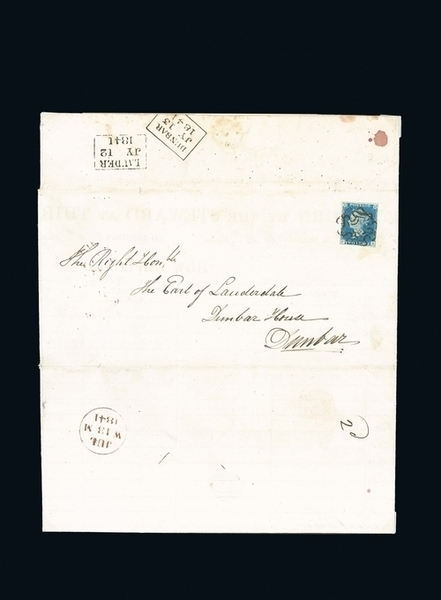 DUNBAR
JY 13
1841
LAUDER
JY 12
1841
The Right Honble
The Earl of Lauderdale
Dunbar House
Dunbar
2d
JUL
W 13 M
1841